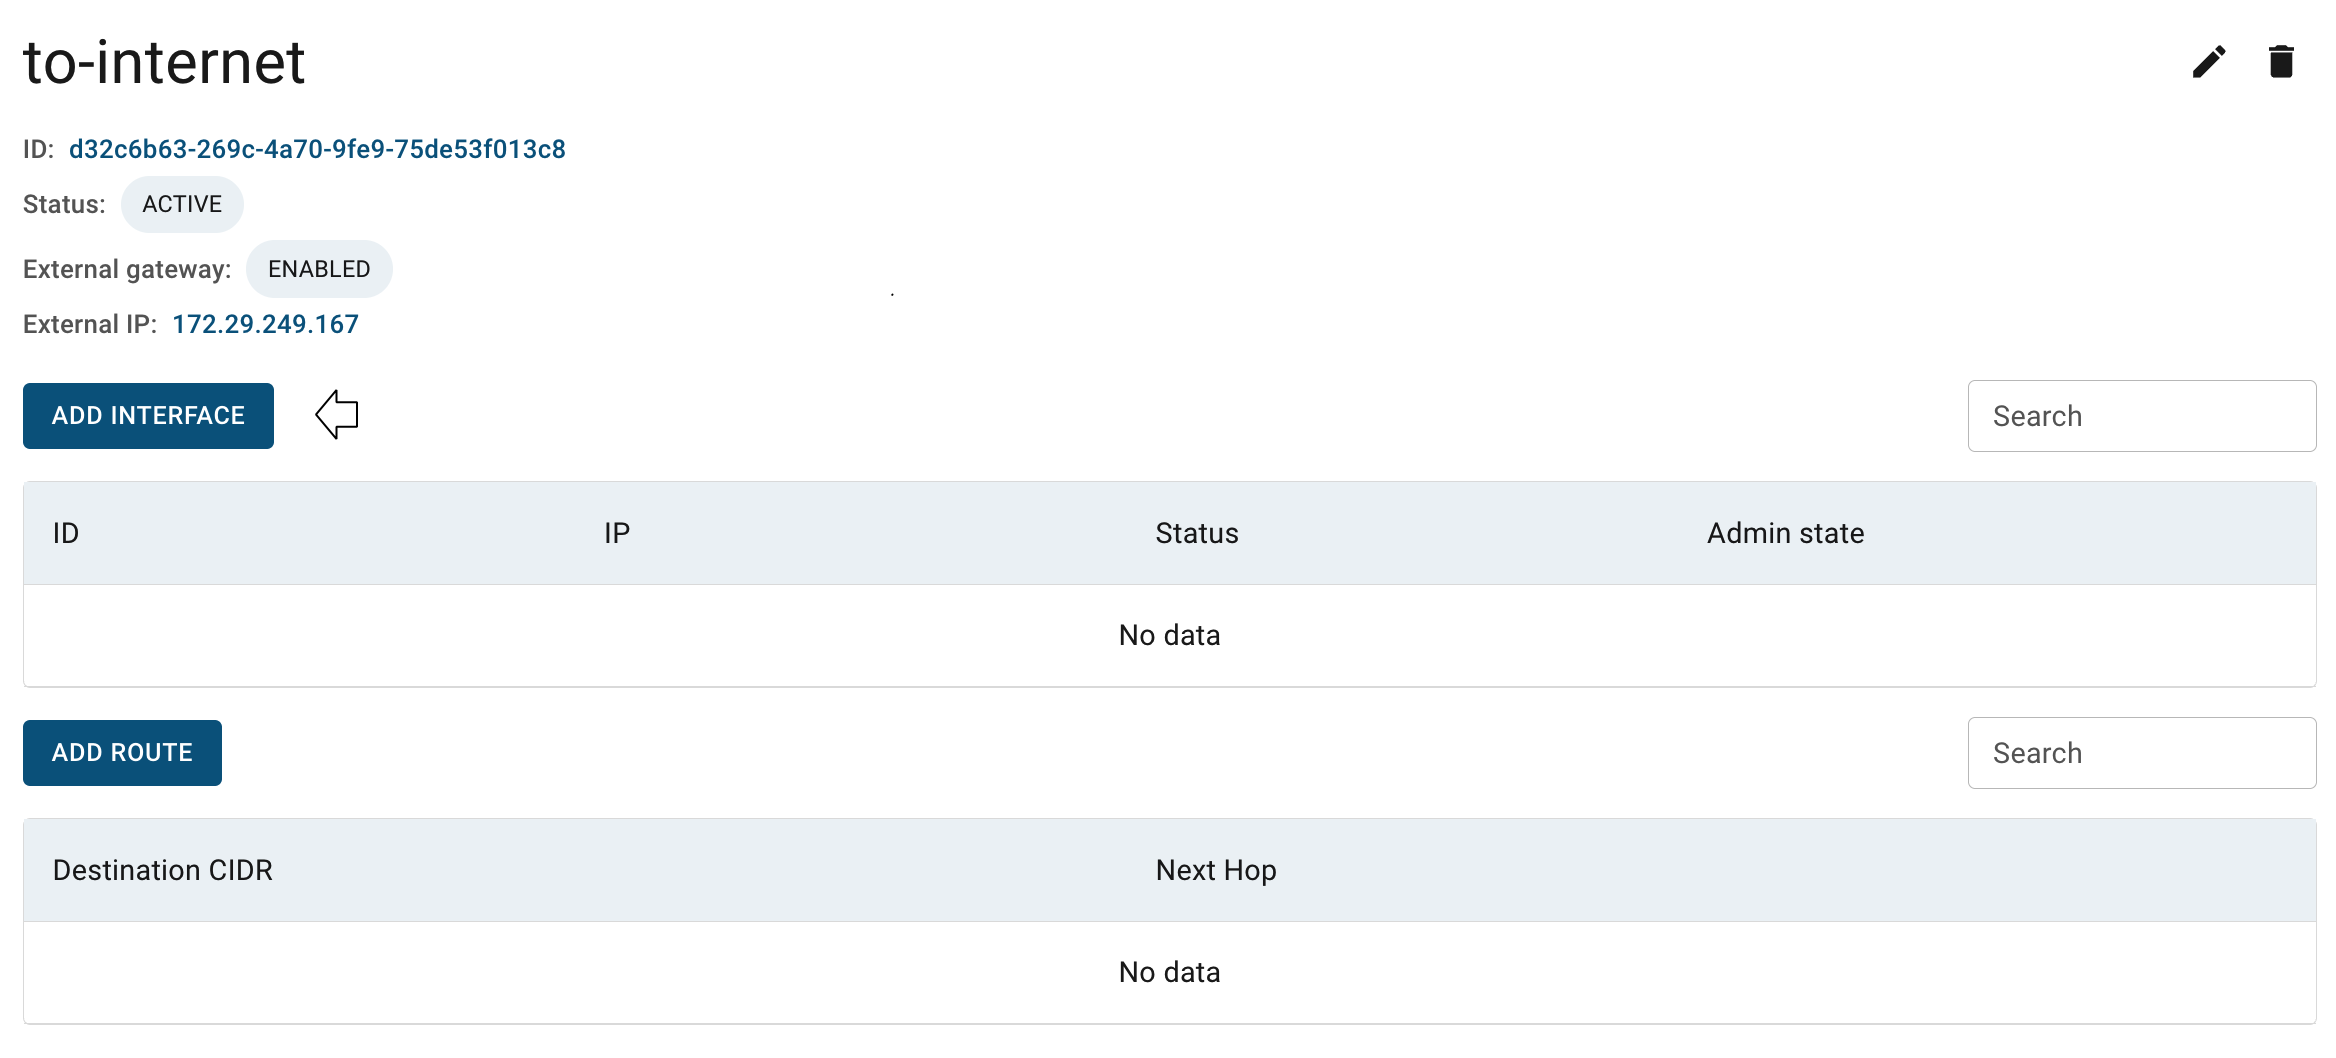 to-internet
ID: d32c6b63-269c-4a70-9fe9-75de53f013c8
Status: ACTIVE
External gateway: ENABLED
External IP: 172.29.249.167
ADD INTERFACE
Search
ID IP Status Admin state
No data
ADD ROUTE
Search
Destination CIDR Next Hop
No data